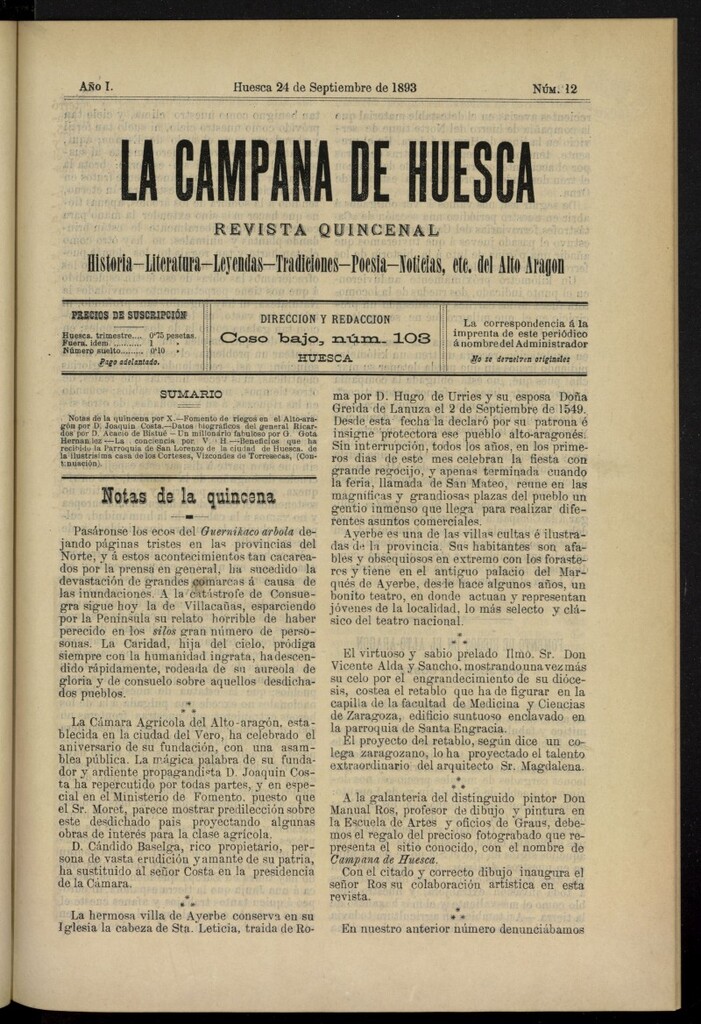 Año I.
Huesca 24 de Septiembre de 1893
Núm. 12
LA CAMPANA DE HUESCA
REVISTA QUINCENAL
Historia—Literatura—Leyendas—Tradiciones—Poesía—Noticias, etc. del Alto Aragon
PRECIOS DE SUSCRIPCIÓN
Huesca, trimestre.... 0'75 pesetas.
Fuera, idem .......... 1 »
Número suelto....... 0'10 »
Pago adelantado.
DIRECCION Y REDACCION
Coso bajo, núm. 103
HUESCA
La correspondencia á la
imprenta de este periódico
á nombre del Administrador
No se devuelven originales
SUMARIO
Notas de la quincena por X.—Fomento de riegos en el Alto-ara-
gón por D. Joaquin Costa.—Datos biograficos del general Ricar-
dos por D. Acacio de Bistué - Un millonario fabuloso por G Gota
Hernandez—La conciencia por V H.—Beneficios que ha
recibido la Parroquia de San Lorenzo de la ciudad de Huesca, de
la ilustrisima casa de los Corteses, Vizcondes de Torresecas, (Con-
tinuación).
Notas de la quincena
Pasáronse los ecos del Guernikaco arbola de-
jando páginas tristes en las provincias del
Norte, y á estos acontecimientos tan cacarea-
dos por la prensa en general, ha sucedido la
devastación de grandes comarcas á causa de
las inundaciones. A la catástrofe de Consue-
gra sigue hoy la de Villacañas, esparciendo
por la Península su relato horrible de haber
perecido en los silos gran número de perso-
sonas. La Caridad, hija del cielo, pródiga
siempre con la humanidad ingrata, ha descen-
dido rápidamente, rodeada de su aureola de
gloria y de consuelo sobre aquellos desdicha-
dos pueblos.
* * *
La Cámara Agrícola del Alto-aragón, esta-
blecida en la ciudad del Vero, ha celebrado el
aniversario de su fundación, con una asam-
blea pública. La mágica palabra de su funda-
dor y ardiente propagandista D. Joaquin Cos-
ta ha repercutido por todas partes, y en espe-
cial en el Ministerio de Fomento, puesto que
el Sr. Moret, parece mostrar predilección sobre
este desdichado pais proyectando algunas
obras de interés para la clase agrícola.
D. Cándido Baselga, rico propietario, per-
sona de vasta erudición y amante de su patria,
ha sustituido al señor Costa en la presidencia
de la Cámara.
* * *
La hermosa villa de Ayerbe conserva en su
Iglesia la cabeza de Sta. Leticia, traida de Ro-
ma por D. Hugo de Urries y su esposa Doña
Greida de Lanuza el 2 de Septiembre de 1549.
Desde esta fecha la declaró por su patrona é
insigne protectora ese pueblo alto-aragonés.
Sin interrupción, todos los años, en los prime-
ros dias de este mes celebran la fiesta con
grande regocijo, y apenas terminada cuando
la feria, llamada de San Mateo, reune en las
magníficas y grandiosas plazas del pueblo un
gentio inmenso que llega para realizar dife-
rentes asuntos comerciales.
Ayerbe es una de las villas cultas é ilustra-
das de la provincia. Sus habitantes son afa-
bles y obsequiosos en extremo con los foraste-
ros y tiene en el antiguo palacio del Mar-
qués de Ayerbe, desde hace algunos años, un
bonito teatro, en donde actuan y representan
jóvenes de la localidad, lo más selecto y clá-
sico del teatro nacional.
* * *
El virtuoso y sabio prelado Ilmo. Sr. Don
Vicente Alda y Sancho, mostrando una vez más
su celo por el engrandecimiento de su dióce-
sis, costea el retablo que ha de figurar en la
capilla de la facultad de Medicina y Ciencias
de Zaragoza, edificio suntuoso enclavado en
la parroquia de Santa Engracia.
El proyecto del retablo, según dice un co-
lega zaragozano, lo ha proyectado el talento
extraordinario del arquitecto Sr. Magdalena.
* * *
A la galantería del distinguido pintor Don
Manual Ros, profesor de dibujo y pintura en
la Escuela de Artes y oficios de Graus, debe-
mos el regalo del precioso fotograbado que re-
presenta el sitio conocido, con el nombre de
Campana de Huesca.
Con el citado y correcto dibujo inaugura el
señor Ros su colaboración artistica en esta
revista.
* * *
En nuestro anterior número denunciábamos